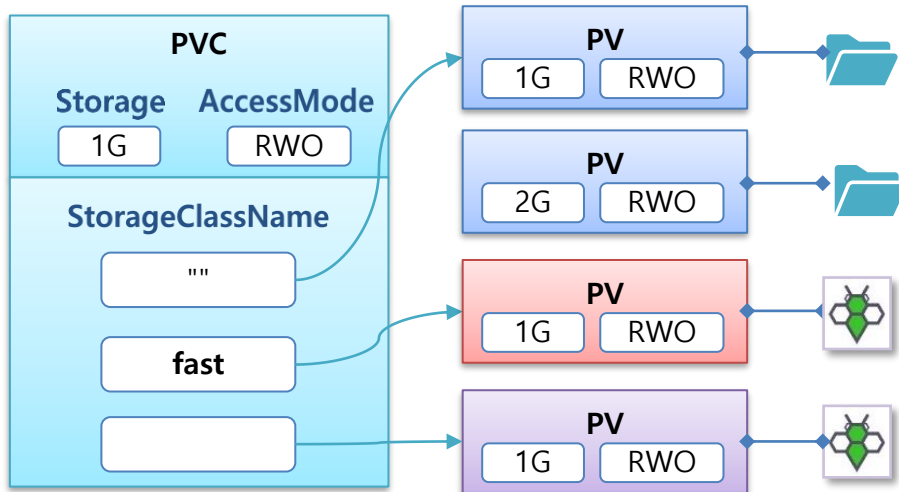 PVC
Storage AccessMode
1G RWO
StorageClassName
""
fast
PV
1G RWO
PV
2G RWO
PV
1G RWO
PV
1G RWO